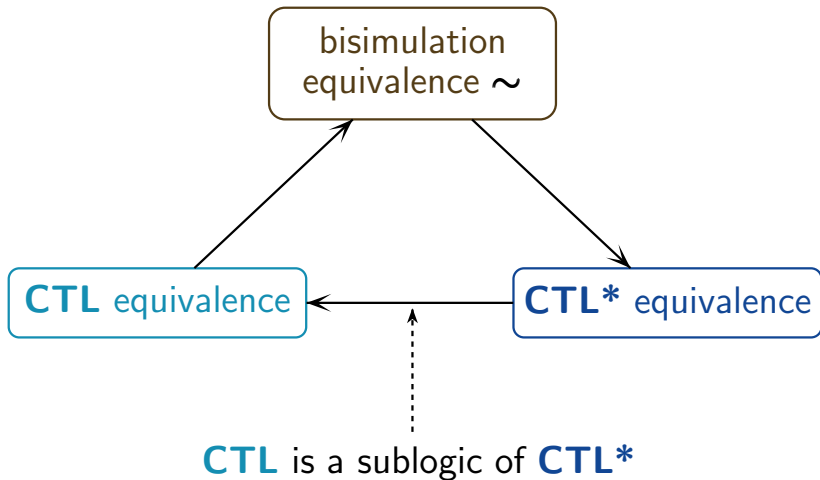 bisimulation
equivalence ~
CTL equivalence
CTL* equivalence
CTL is a sublogic of CTL*